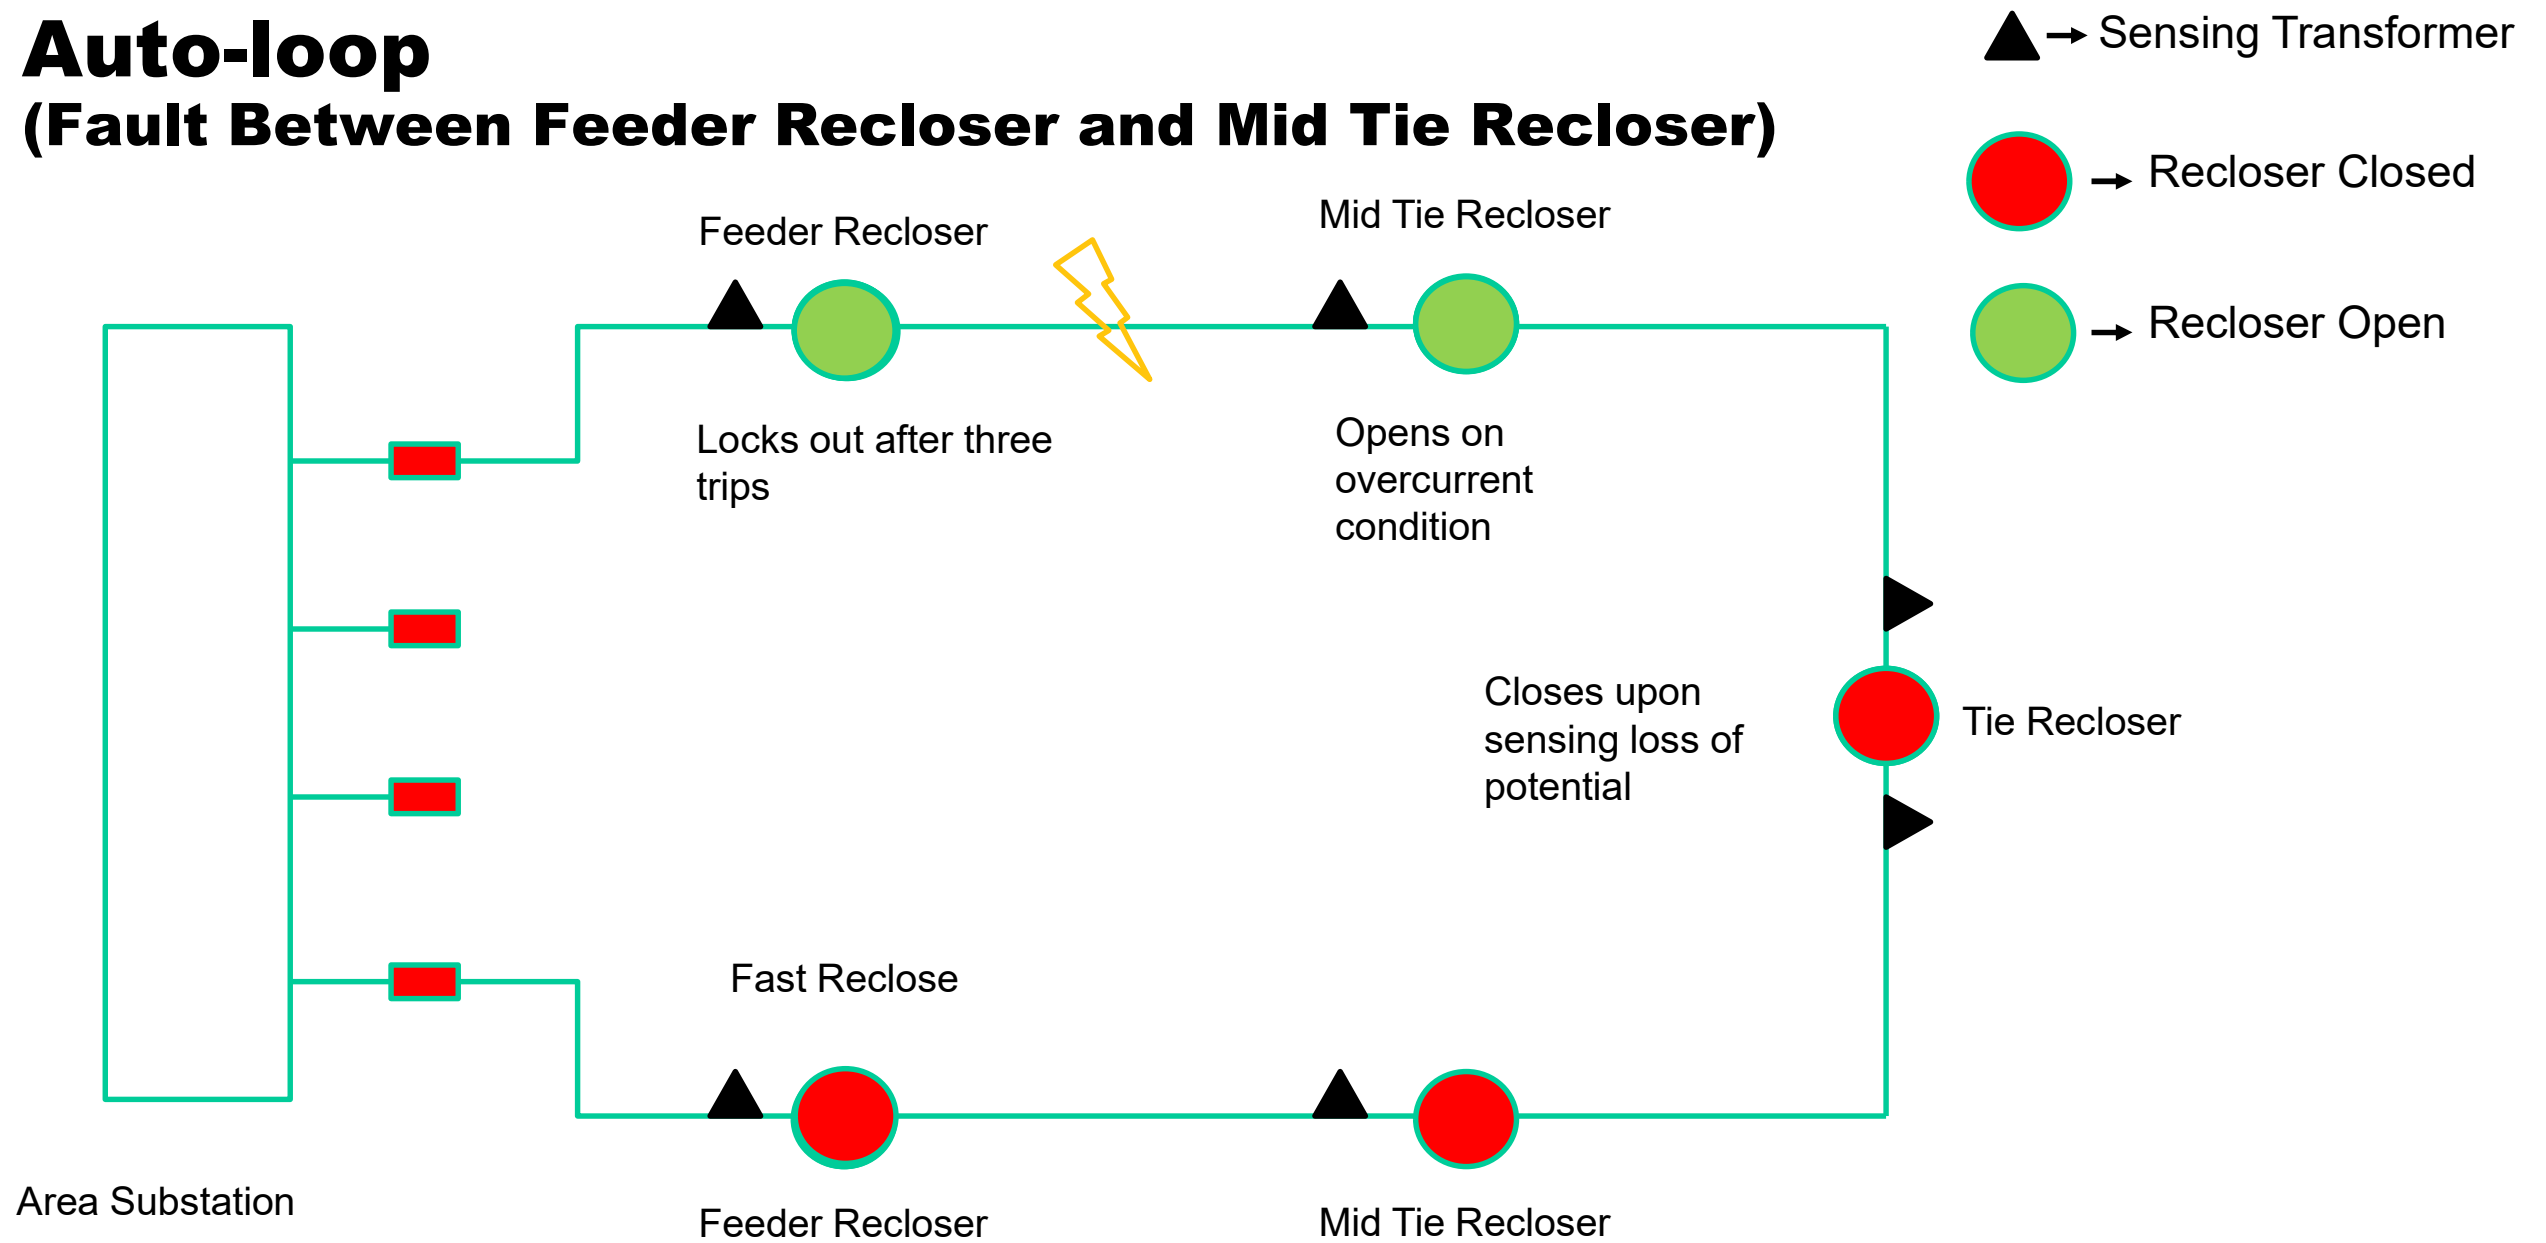 Auto-loop
(Fault Between Feeder Recloser and Mid Tie Recloser)
Sensing Transformer
Recloser Closed
Recloser Open
Feeder Recloser
Mid Tie Recloser
Locks out after three
trips
Opens on
overcurrent
condition
Closes upon
sensing loss of
potential
Tie Recloser
Fast Reclose
Area Substation
Feeder Recloser
Mid Tie Recloser